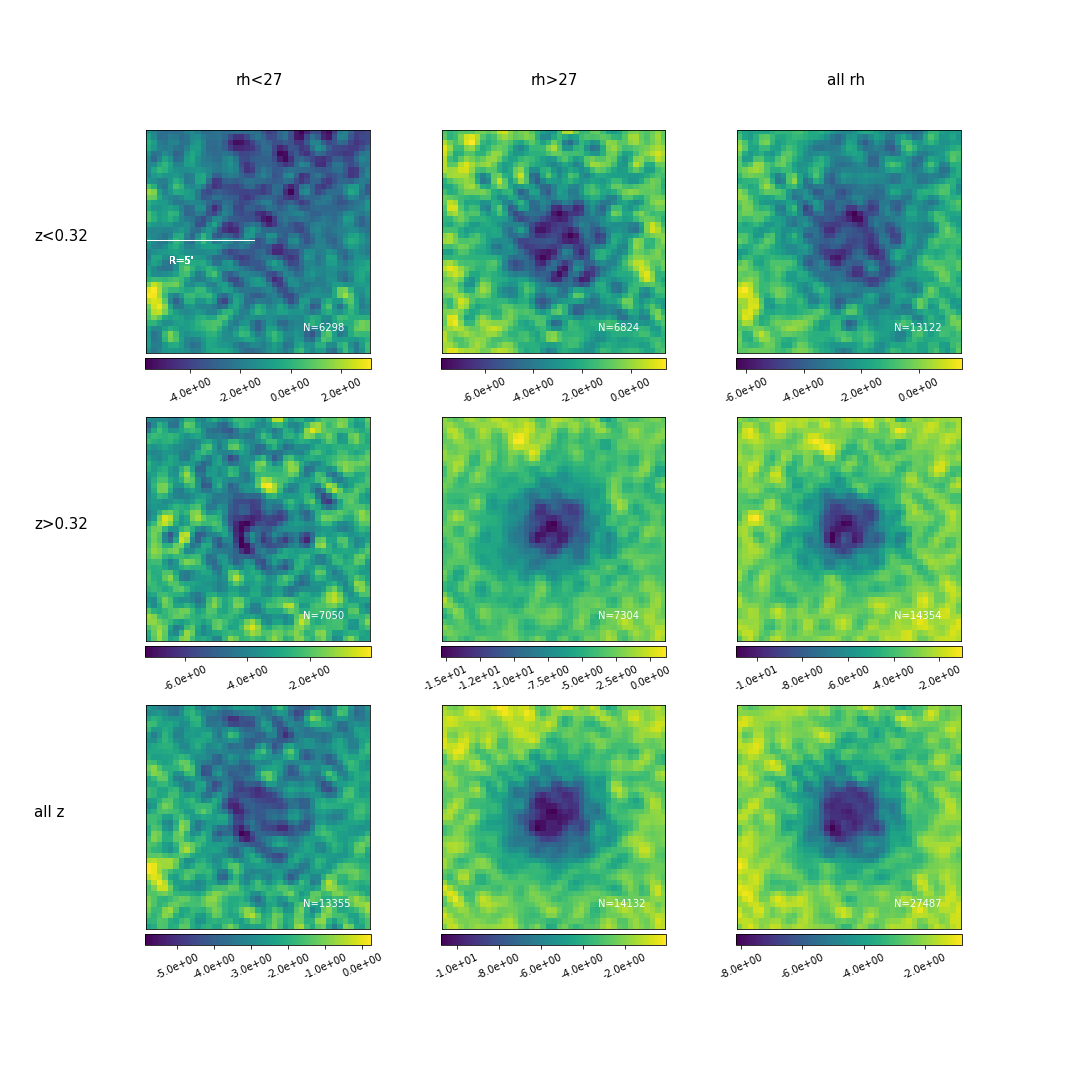 rh<27
rh>27
all rh
z<0.32
R=5'
N=6298
N=6824
N=13122
-4.0e+00 -2.0e+00 0.0e+00 2.0e+00
-6.0e+00 -4.0e+00 -2.0e+00 0.0e+00
-6.0e+00 -4.0e+00 -2.0e+00 0.0e+00
z>0.32
N=7050
N=7304
N=14354
-6.0e+00 -4.0e+00 -2.0e+00
-1.5e+01 -1.2e+01 -1.0e+01 -7.5e+00 -5.0e+00 -2.5e+00 0.0e+00
-1.0e+01 -8.0e+00 -6.0e+00 -4.0e+00 -2.0e+00
all z
N=13355
N=14132
N=27487
-5.0e+00 -4.0e+00 -3.0e+00 -2.0e+00 -1.0e+00 0.0e+00
-1.0e+01 -8.0e+00 -6.0e+00 -4.0e+00 -2.0e+00
-8.0e+00 -6.0e+00 -4.0e+00 -2.0e+00